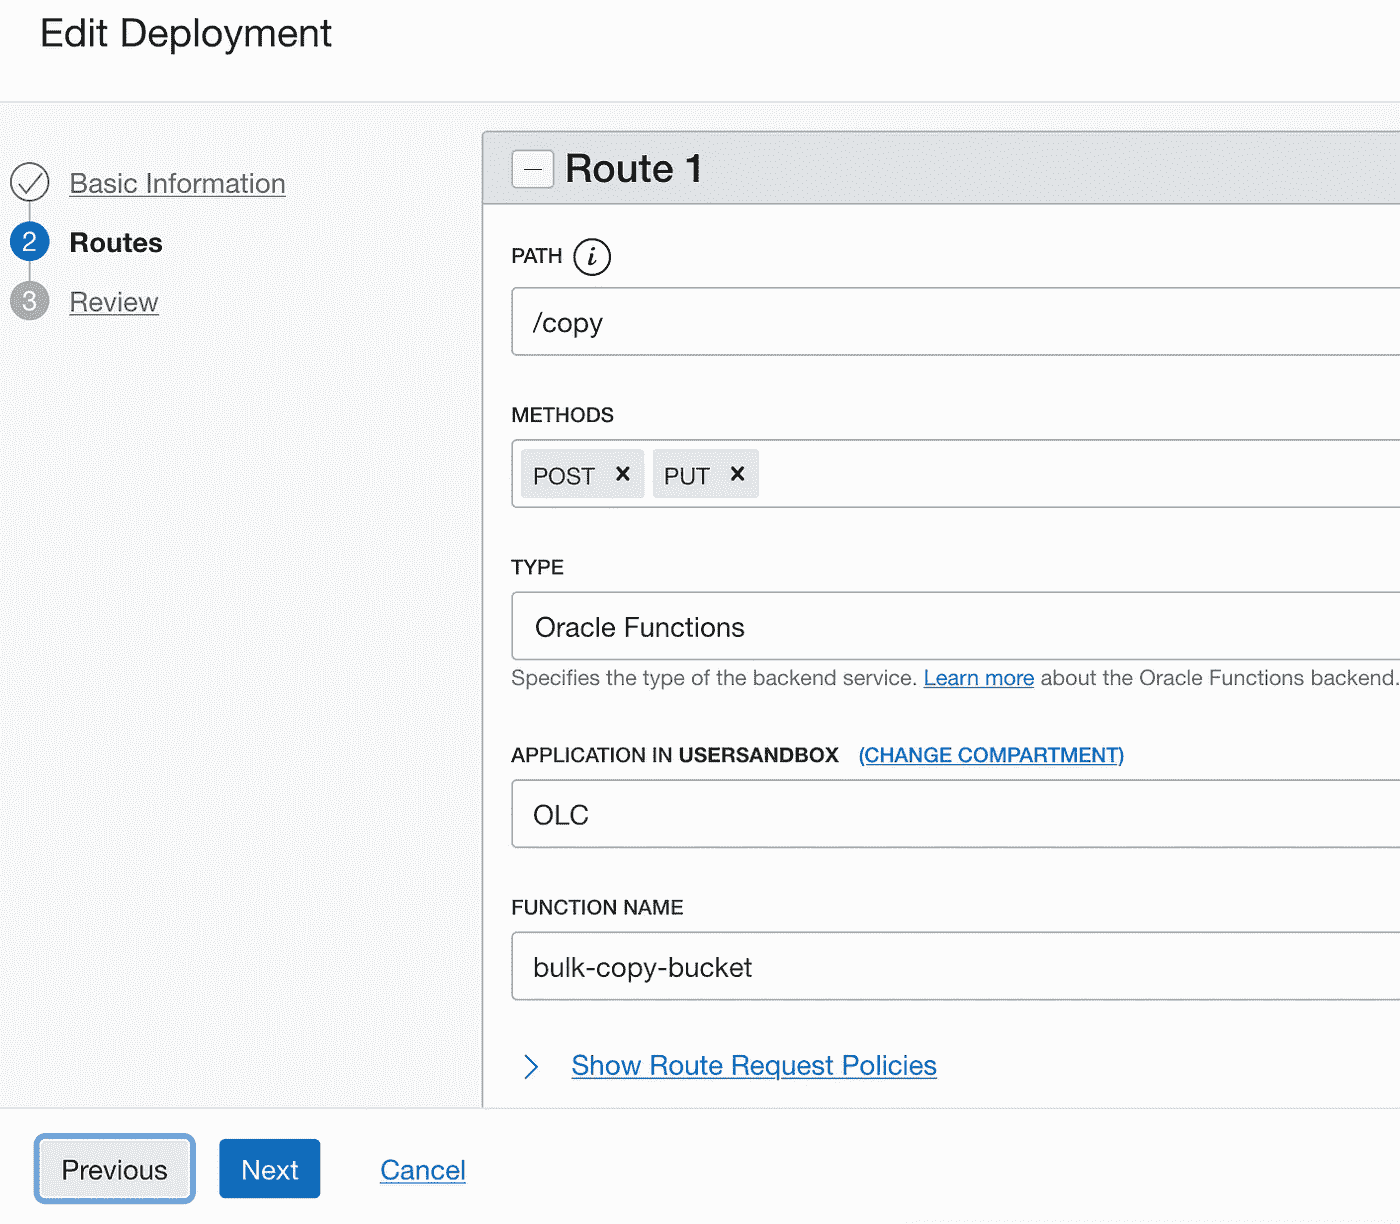 Edit Deployment
Basic Information
2 Routes
3 Review
Route 1
PATH i
/copy
METHODS
POST × PUT ×
TYPE
Oracle Functions
Specifies the type of the backend service. Learn more about the Oracle Functions backend.
APPLICATION IN USERSANDBOX (CHANGE COMPARTMENT)
OLC
FUNCTION NAME
bulk-copy-bucket
Show Route Request Policies
Previous Next Cancel